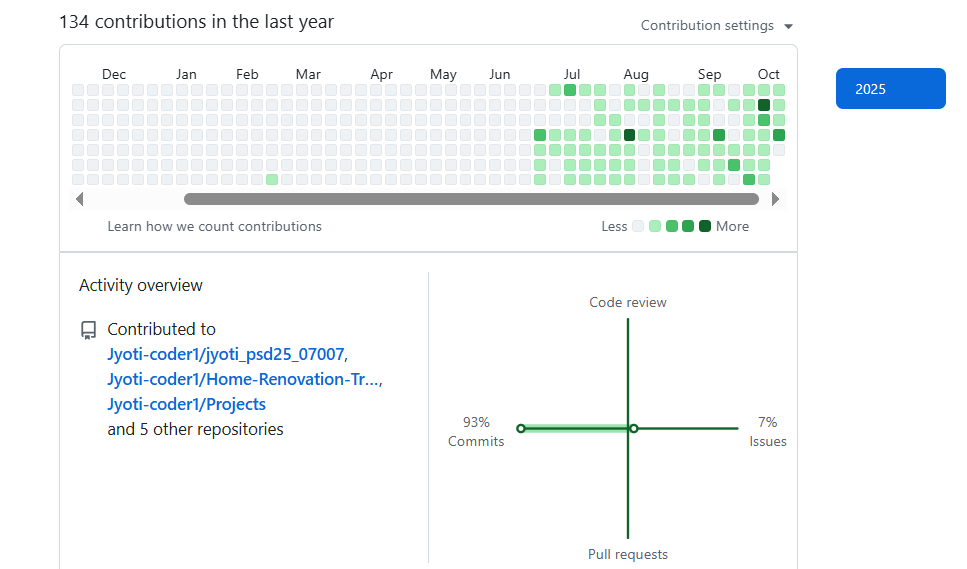 134 contributions in the last year
Contribution settings
Dec Jan Feb Mar Apr May Jun Jul Aug Sep Oct
2025
Learn how we count contributions
Less More
Activity overview
Contributed to
Jyoti-coder1/jyoti_psd25_07007,
Jyoti-coder1/Home-Renovation-Tr...,
Jyoti-coder1/Projects
and 5 other repositories
Code review
93%
Commits
7%
Issues
Pull requests